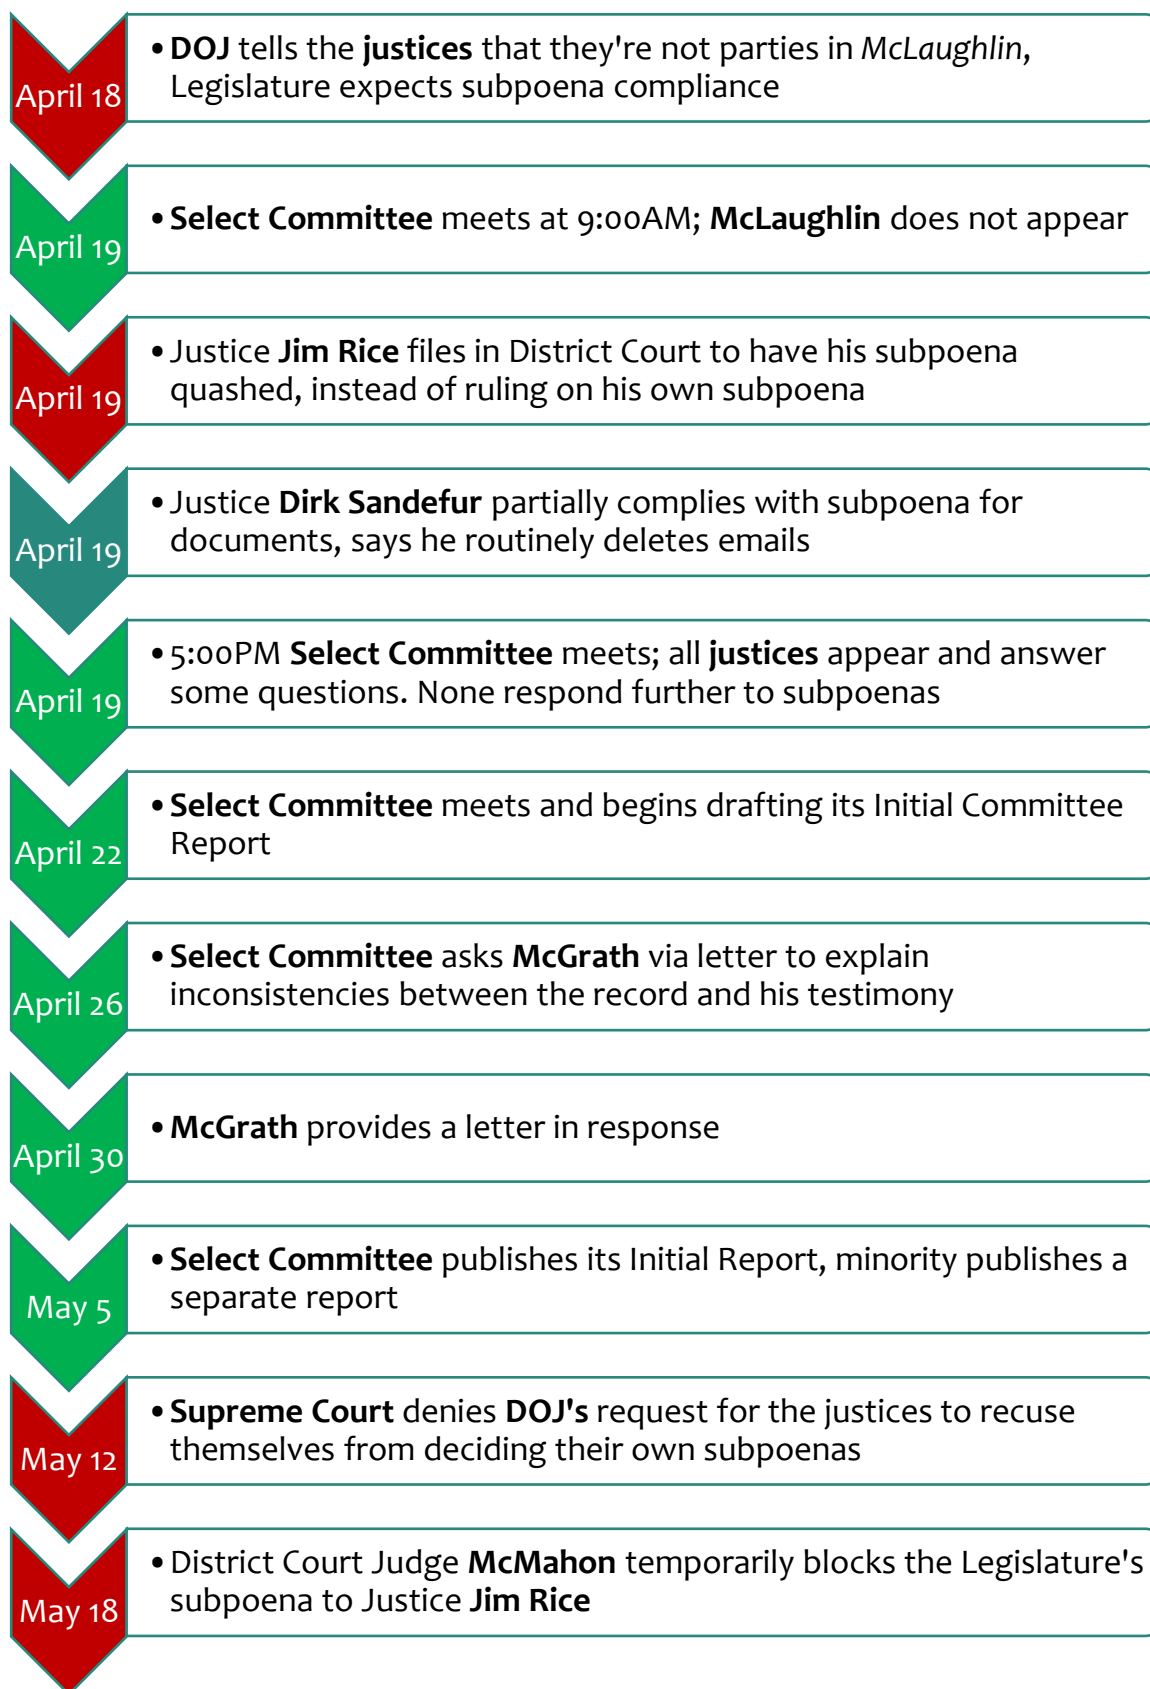 April 18
• DOJ tells the justices that they're not parties in McLaughlin,
Legislature expects subpoena compliance
April 19
• Select Committee meets at 9:00AM; McLaughlin does not appear
April 19
• Justice Jim Rice files in District Court to have his subpoena
quashed, instead of ruling on his own subpoena
April 19
• Justice Dirk Sandefur partially complies with subpoena for
documents, says he routinely deletes emails
April 19
• 5:00PM Select Committee meets; all justices appear and answer
some questions. None respond further to subpoenas
April 22
• Select Committee meets and begins drafting its Initial Committee
Report
April 26
• Select Committee asks McGrath via letter to explain
inconsistencies between the record and his testimony
April 30
• McGrath provides a letter in response
May 5
• Select Committee publishes its Initial Report, minority publishes a
separate report
May 12
• Supreme Court denies DOJ's request for the justices to recuse
themselves from deciding their own subpoenas
May 18
• District Court Judge McMahon temporarily blocks the Legislature's
subpoena to Justice Jim Rice